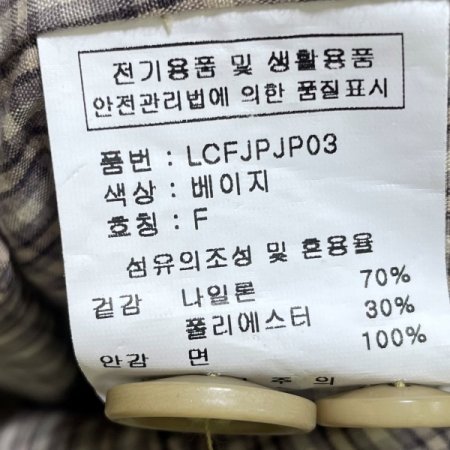 전기용품 및 생활용품
안전관리법에 의한 품질표시
품번 : LCFJPJP03
색상 : 베이지
호칭 : F
섬유의조성 및 혼용율
겉감 나일론 70%
폴리에스터 30%
안감 면 100%
주 의